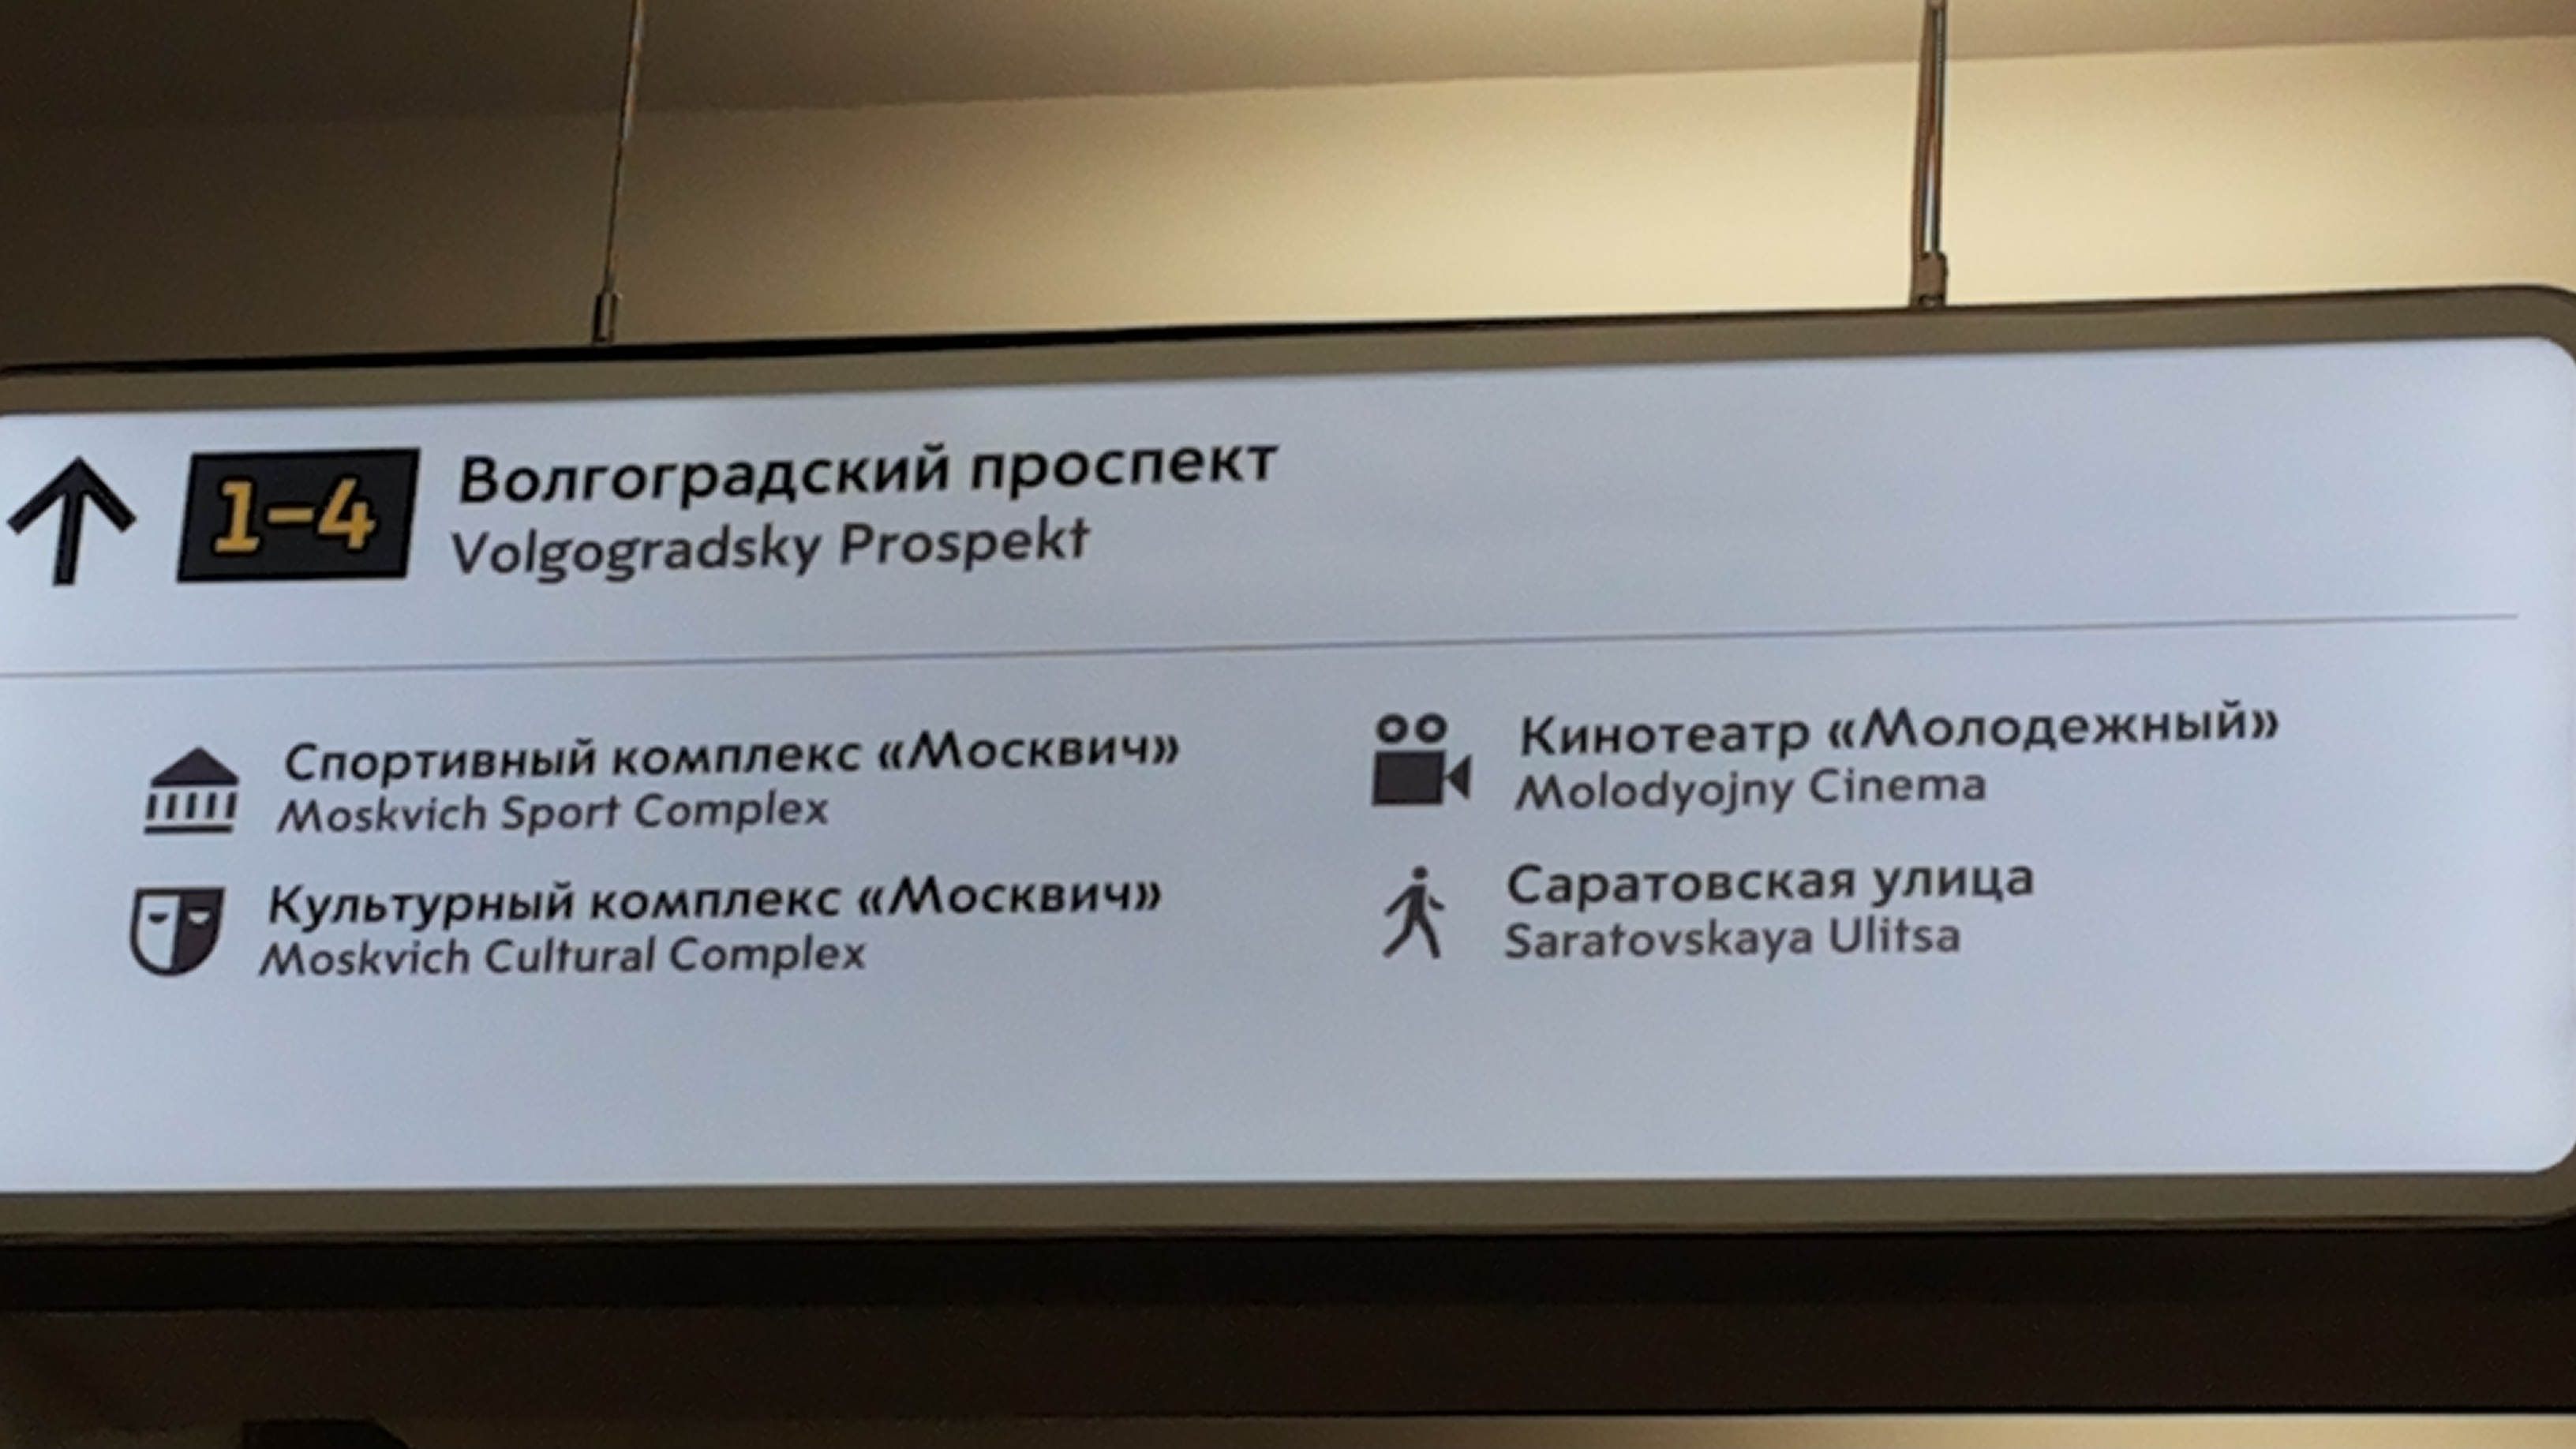 1-4
Волгоградский проспект
Volgogradsky Prospekt
Спортивный комплекс «Москвич»
Moskvich Sport Complex
Культурный комплекс «Москвич»
Moskvich Cultural Complex
Кинотеатр «Молодежный»
Molodyojny Cinema
Саратовская улица
Saratovskaya Ulitsa